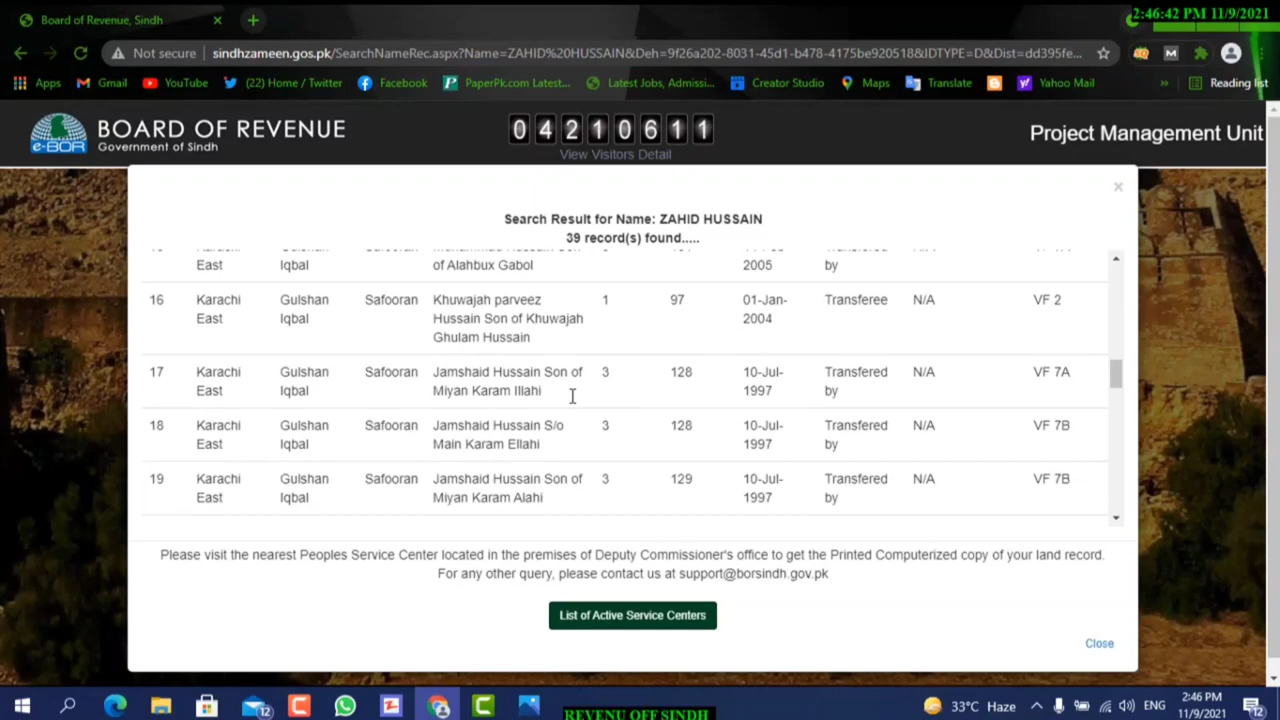 2:46:42 PM 11/9/2021
Board of Revenue, Sindh
Not secure sindhzameen.gos.pk/SearchNameRec.aspx?Name=ZAHID%20HUSSAIN&Deh=9f26a202-8031-45d1-b478-4175be920518&IDTYPE=D&Dist=dd395fe...
Apps Gmail YouTube (22) Home / Twitter Facebook PaperPk.com Latest... Latest Jobs, Admissi... Creator Studio Maps Translate Yahoo Mail » Reading list
e-BOR BOARD OF REVENUE
Government of Sindh
04210611
View Visitors Detail
Project Management Unit
×
Search Result for Name: ZAHID HUSSAIN
39 record(s) found.....
East Iqbal of Alahbux Gabol 2005 by
16 Karachi Gulshan Safooran Khuwajah parveez 1 97 01-Jan- Transferee N/A VF 2
East Iqbal Hussain Son of Khuwajah 2004
Ghulam Hussain
17 Karachi Gulshan Safooran Jamshaid Hussain Son of 3 128 10-Jul- Transfered N/A VF 7A
East Iqbal Miyan Karam Illahi 1997 by
18 Karachi Gulshan Safooran Jamshaid Hussain S/o 3 128 10-Jul- Transfered N/A VF 7B
East Iqbal Main Karam Ellahi 1997 by
19 Karachi Gulshan Safooran Jamshaid Hussain Son of 3 129 10-Jul- Transfered N/A VF 7B
East Iqbal Miyan Karam Alahi 1997 by
Please visit the nearest Peoples Service Center located in the premises of Deputy Commissioner's office to get the Printed Computerized copy of your land record.
For any other query, please contact us at support@borsindh.gov.pk
List of Active Service Centers
Close
12 33°C Haze ENG 2:46 PM
11/9/2021 12
REVENU OFF SINDH